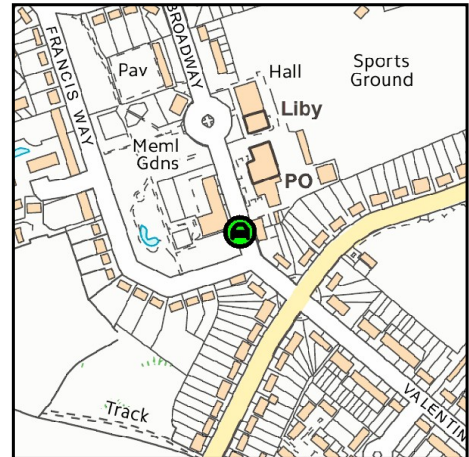 FRANCIS WAY
BROADWAY
Pav
Hall
Sports
Ground
Liby
Meml
Gdns
PO
Track
VALENTIN